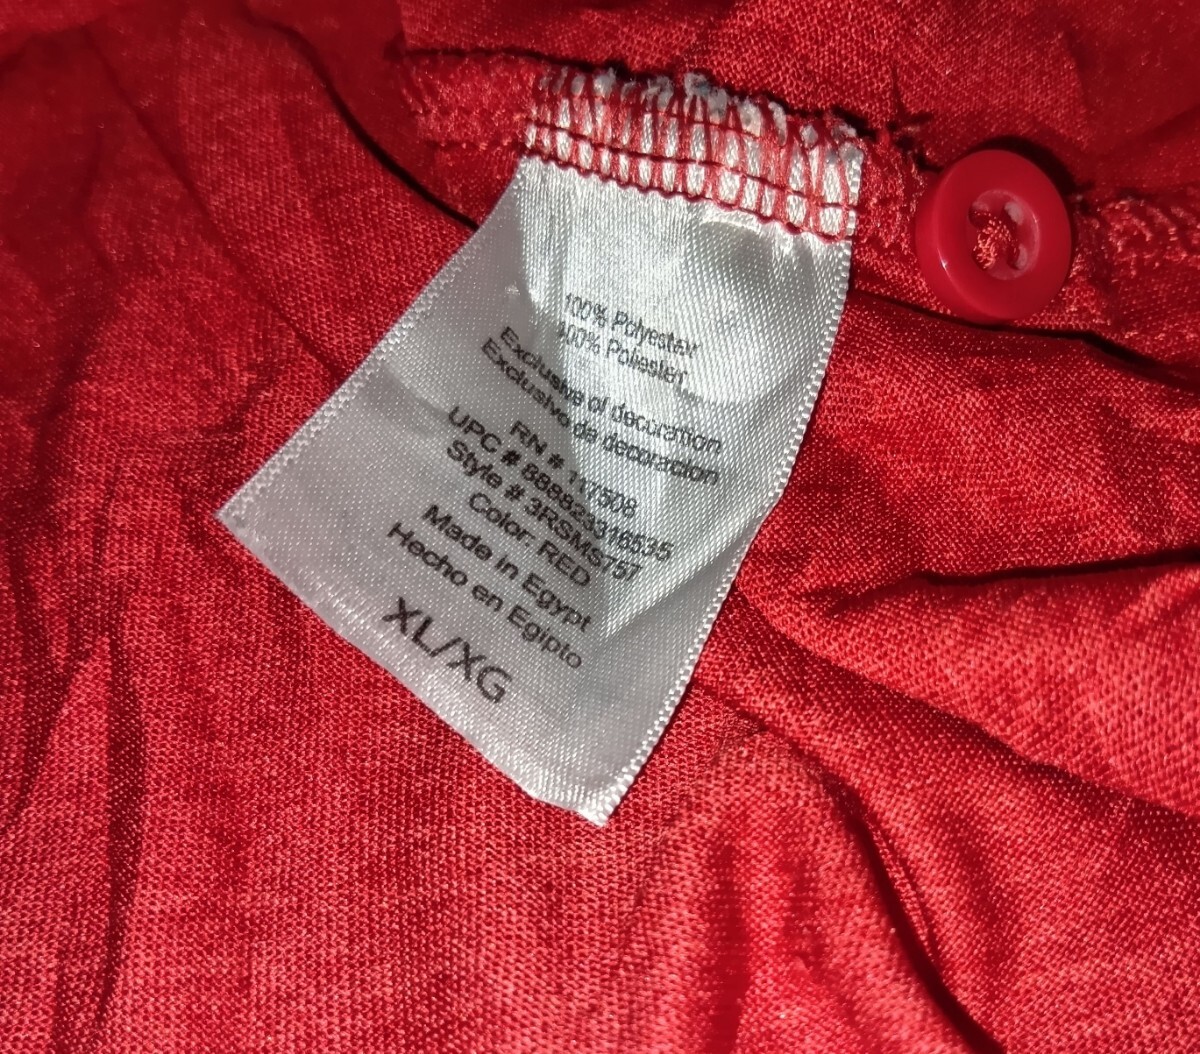 100% Polyester
100% Poliester
Exclusive of decoration
Exclusivo de decoracion
RN # 117508
UPC # 888823316535
Style # 3RSMS757
Color: RED
Made in Egypt
Hecho en Egipto
XL/XG